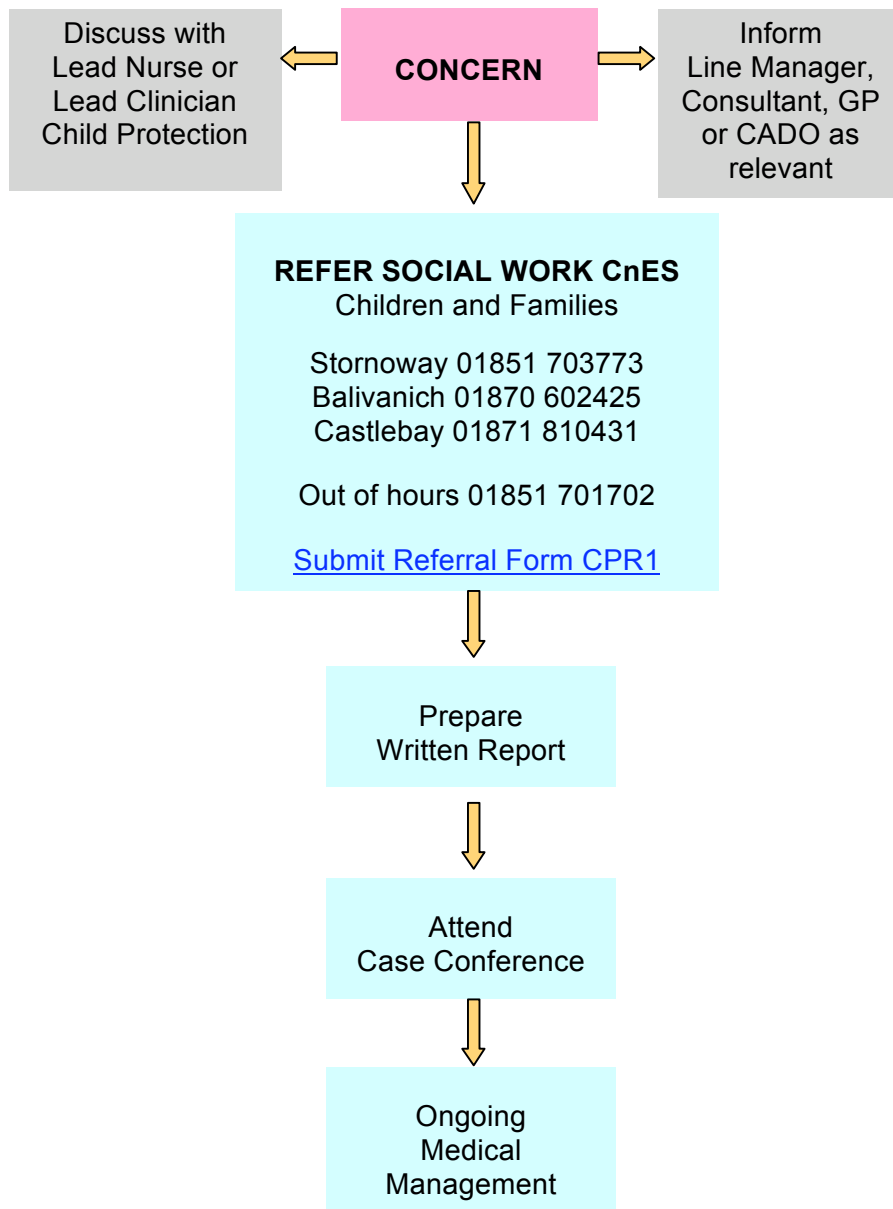 Discuss with
Lead Nurse or
Lead Clinician
Child Protection
CONCERN
Inform
Line Manager,
Consultant, GP
or CADO as
relevant
REFER SOCIAL WORK CnES
Children and Families
Stornoway 01851 703773
Balivanich 01870 602425
Castlebay 01871 810431
Out of hours 01851 701702
Submit Referral Form CPR1
Prepare
Written Report
Attend
Case Conference
Ongoing
Medical
Management